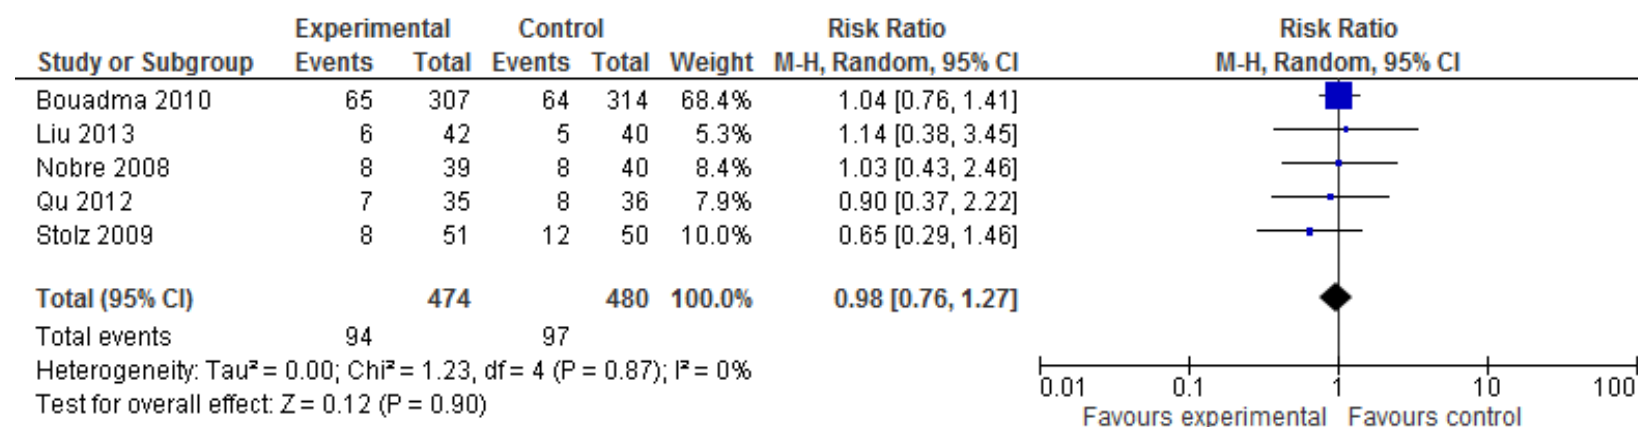 Experimental Control Risk Ratio Risk Ratio
Study or Subgroup Events Total Events Total Weight M-H, Random, 95% CI M-H, Random, 95% CI
Bouadma 2010 65 307 64 314 68.4% 1.04 [0.76, 1.41]
Liu 2013 6 42 5 40 5.3% 1.14 [0.38, 3.45]
Nobre 2008 8 39 8 40 8.4% 1.03 [0.43, 2.46]
Qu 2012 7 35 8 36 7.9% 0.90 [0.37, 2.22]
Stolz 2009 8 51 12 50 10.0% 0.65 [0.29, 1.46]
Total (95% CI) 474 480 100.0% 0.98 [0.76, 1.27]
Total events 94 97
Heterogeneity: Tau² = 0.00; Chi² = 1.23, df = 4 (P = 0.87); I² = 0%
Test for overall effect: Z = 0.12 (P = 0.90)
0.01 0.1 1 10 100
Favours experimental Favours control